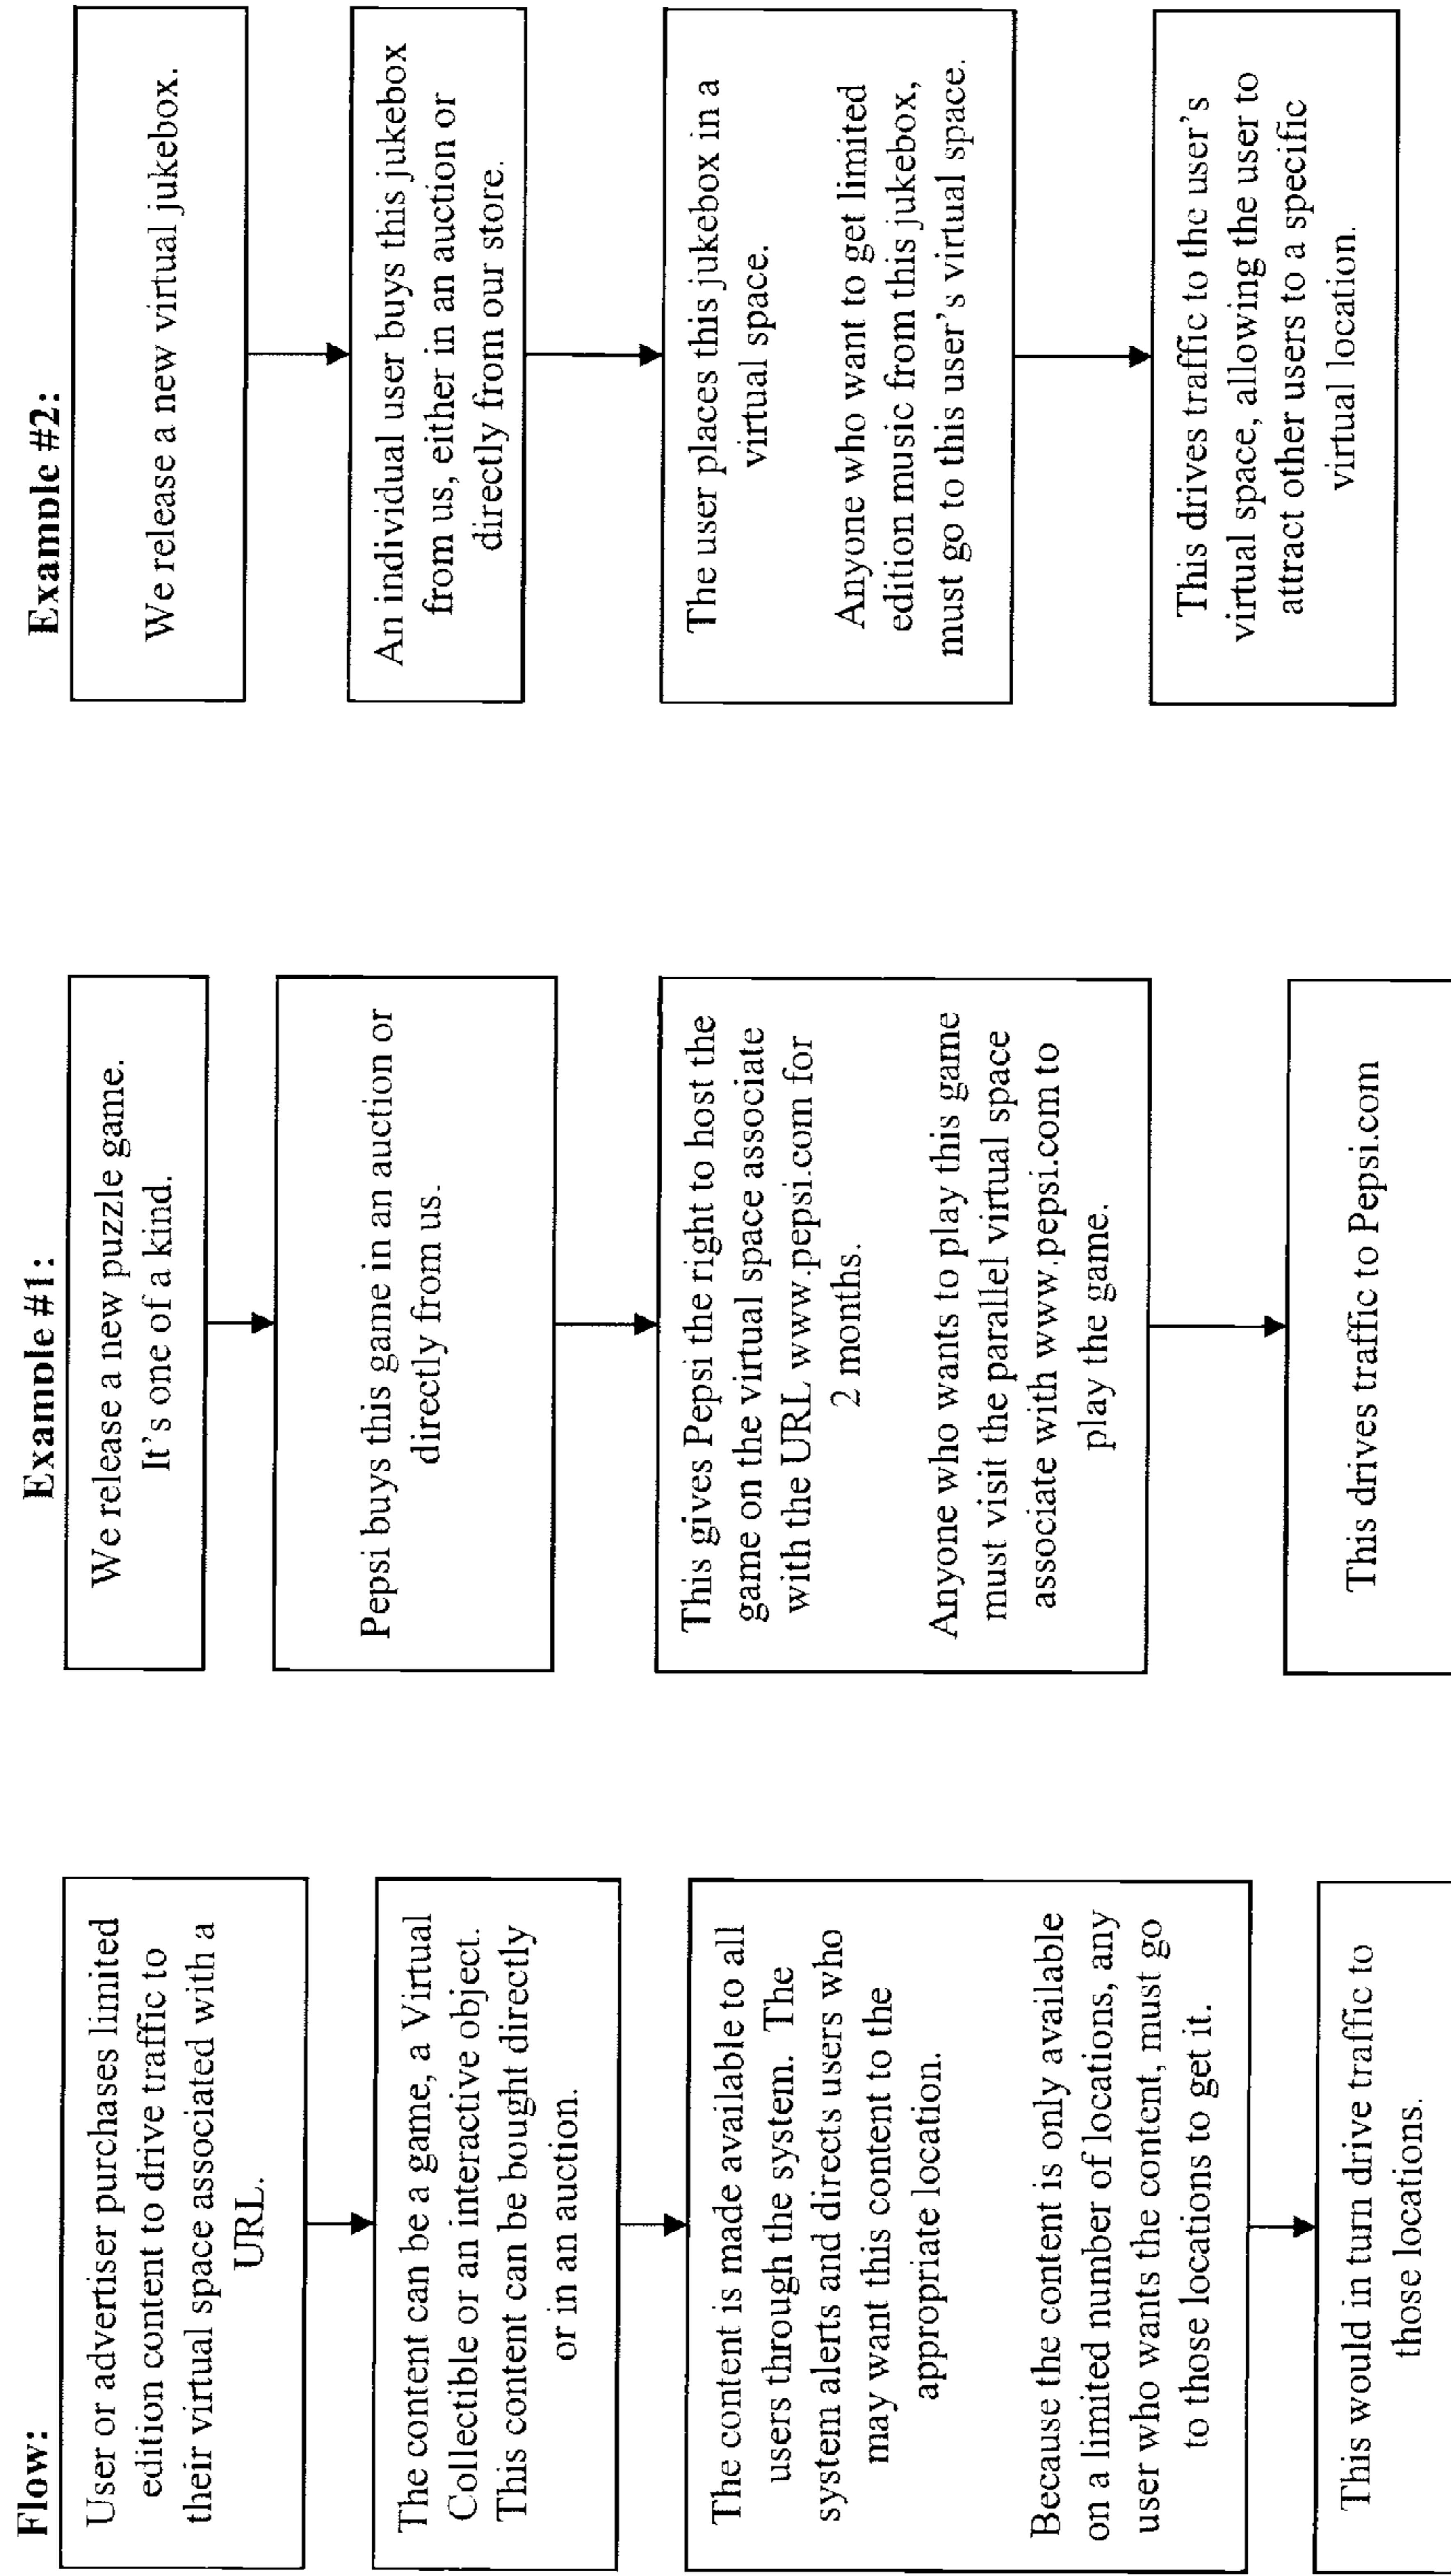 Flow:
User or advertiser purchases limited
edition content to drive traffic to
their virtual space associated with a
URL.
The content can be a game, a Virtual
Collectible or an interactive object.
This content can be bought directly
or in an auction.
The content is made available to all
users through the system. The
system alerts and directs users who
may want this content to the
appropriate location.
Because the content is only available
on a limited number of locations, any
user who wants the content, must go
to those locations to get it.
This would in turn drive traffic to
those locations.
Example #1:
We release a new puzzle game.
It's one of a kind.
Pepsi buys this game in an auction or
directly from us.
This gives Pepsi the right to host the
game on the virtual space associate
with the URL www.pepsi.com for
2 months.
Anyone who wants to play this game
must visit the parallel virtual space
associate with www.pepsi.com to
play the game.
This drives traffic to Pepsi.com
Example #2:
We release a new virtual jukebox.
An individual user buys this jukebox
from us, either in an auction or
directly from our store.
The user places this jukebox in a
virtual space.
Anyone who want to get limited
edition music from this jukebox,
must go to this user's virtual space.
This drives traffic to the user's
virtual space, allowing the user to
attract other users to a specific
virtual location.